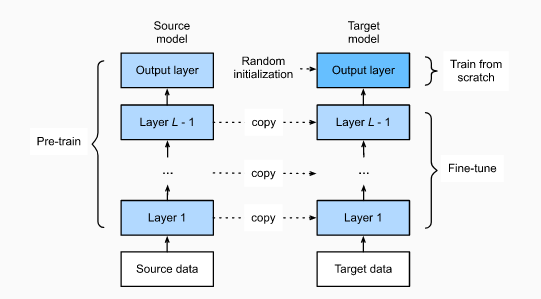 Source
model
Target
model
Output layer
Random
initialization
Output layer
Train from
scratch
Layer L - 1
copy
Layer L - 1
Pre-train
...
copy
...
Fine-tune
Layer 1
copy
Layer 1
Source data
Target data